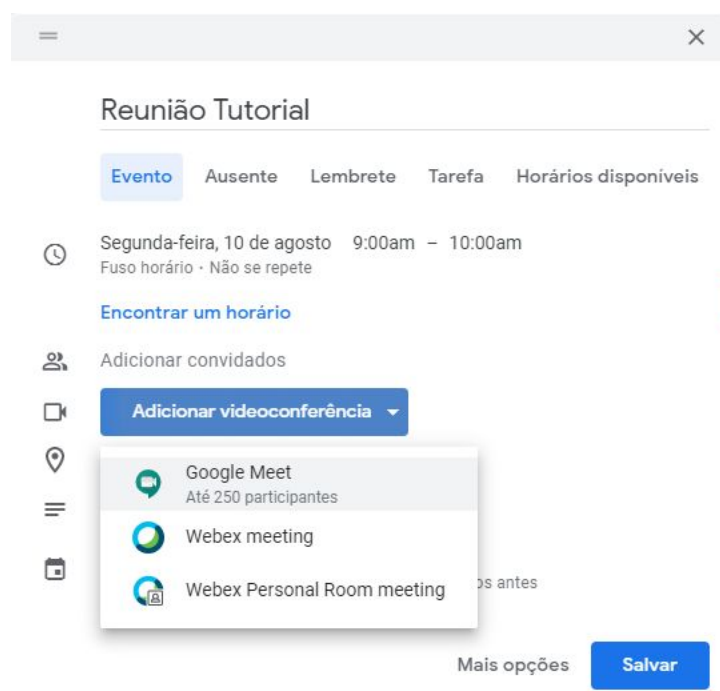 Reunião Tutorial
Evento Ausente Lembrete Tarefa Horários disponíveis
Segunda-feira, 10 de agosto 9:00am – 10:00am
Fuso horário · Não se repete
Encontrar um horário
Adicionar convidados
Adicionar videoconferência
Google Meet
Até 250 participantes
Webex meeting
Webex Personal Room meeting
antes
Mais opções Salvar